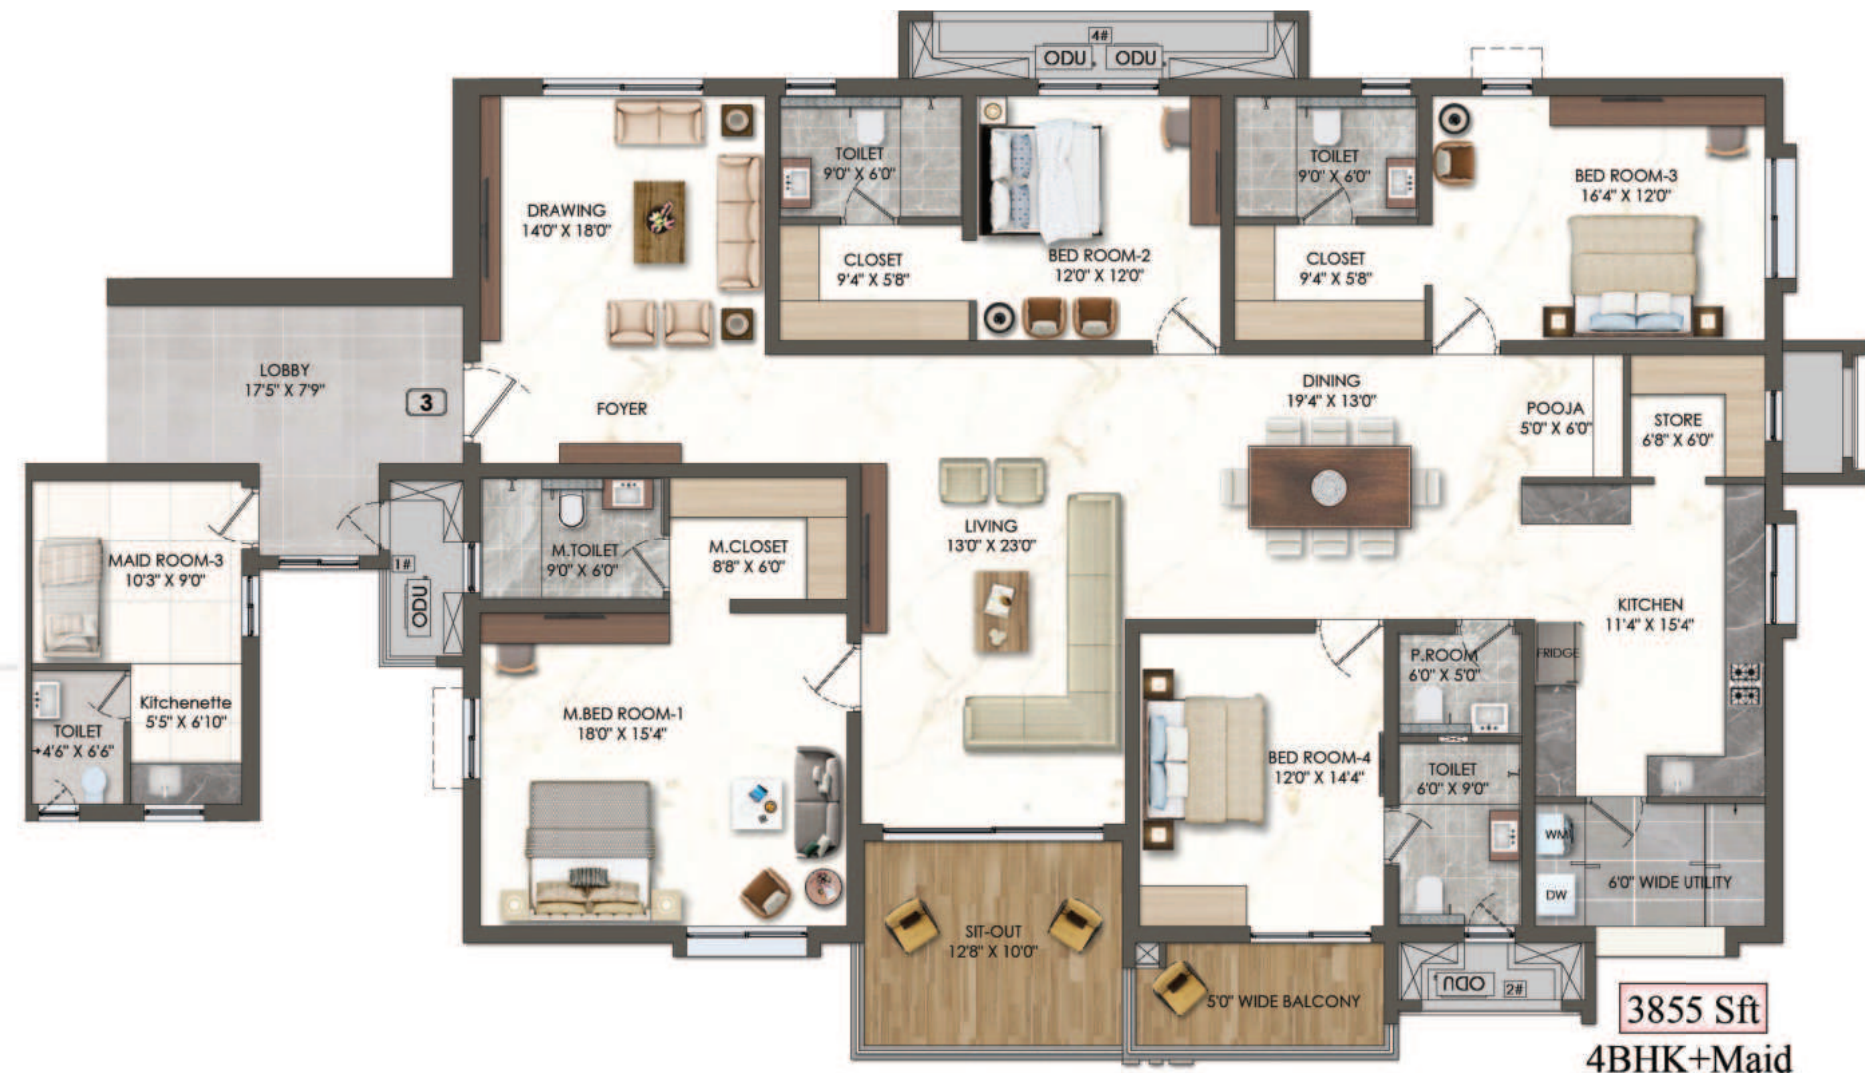 4#
ODU
ODU
DRAWING
14'0" X 18'0"
TOILET
9'0" X 6'0"
CLOSET
9'4" X 5'8"
BED ROOM-2
12'0" X 12'0"
TOILET
9'0" X 6'0"
CLOSET
9'4" X 5'8"
BED ROOM-3
16'4" X 12'0"
LOBBY
17'5" X 7'9"
3
FOYER
DINING
19'4" X 13'0"
POOJA
5'0" X 6'0"
STORE
6'8" X 6'0"
MAID ROOM-3
10'3" X 9'0"
1#
ODU
M.TOILET
9'0" X 6'0"
M.CLOSET
8'8" X 6'0"
LIVING
13'0" X 23'0"
KITCHEN
11'4" X 15'4"
FRIDGE
P.ROOM
6'0" X 5'0"
Kitchenette
5'5" X 6'10"
TOILET
4'6" X 6'6"
M.BED ROOM-1
18'0" X 15'4"
BED ROOM-4
12'0" X 14'4"
TOILET
6'0" X 9'0"
WM
DW
6'0" WIDE UTILITY
SIT-OUT
12'8" X 10'0"
5'0" WIDE BALCONY
ODU
2#
3855 Sft
4BHK+Maid